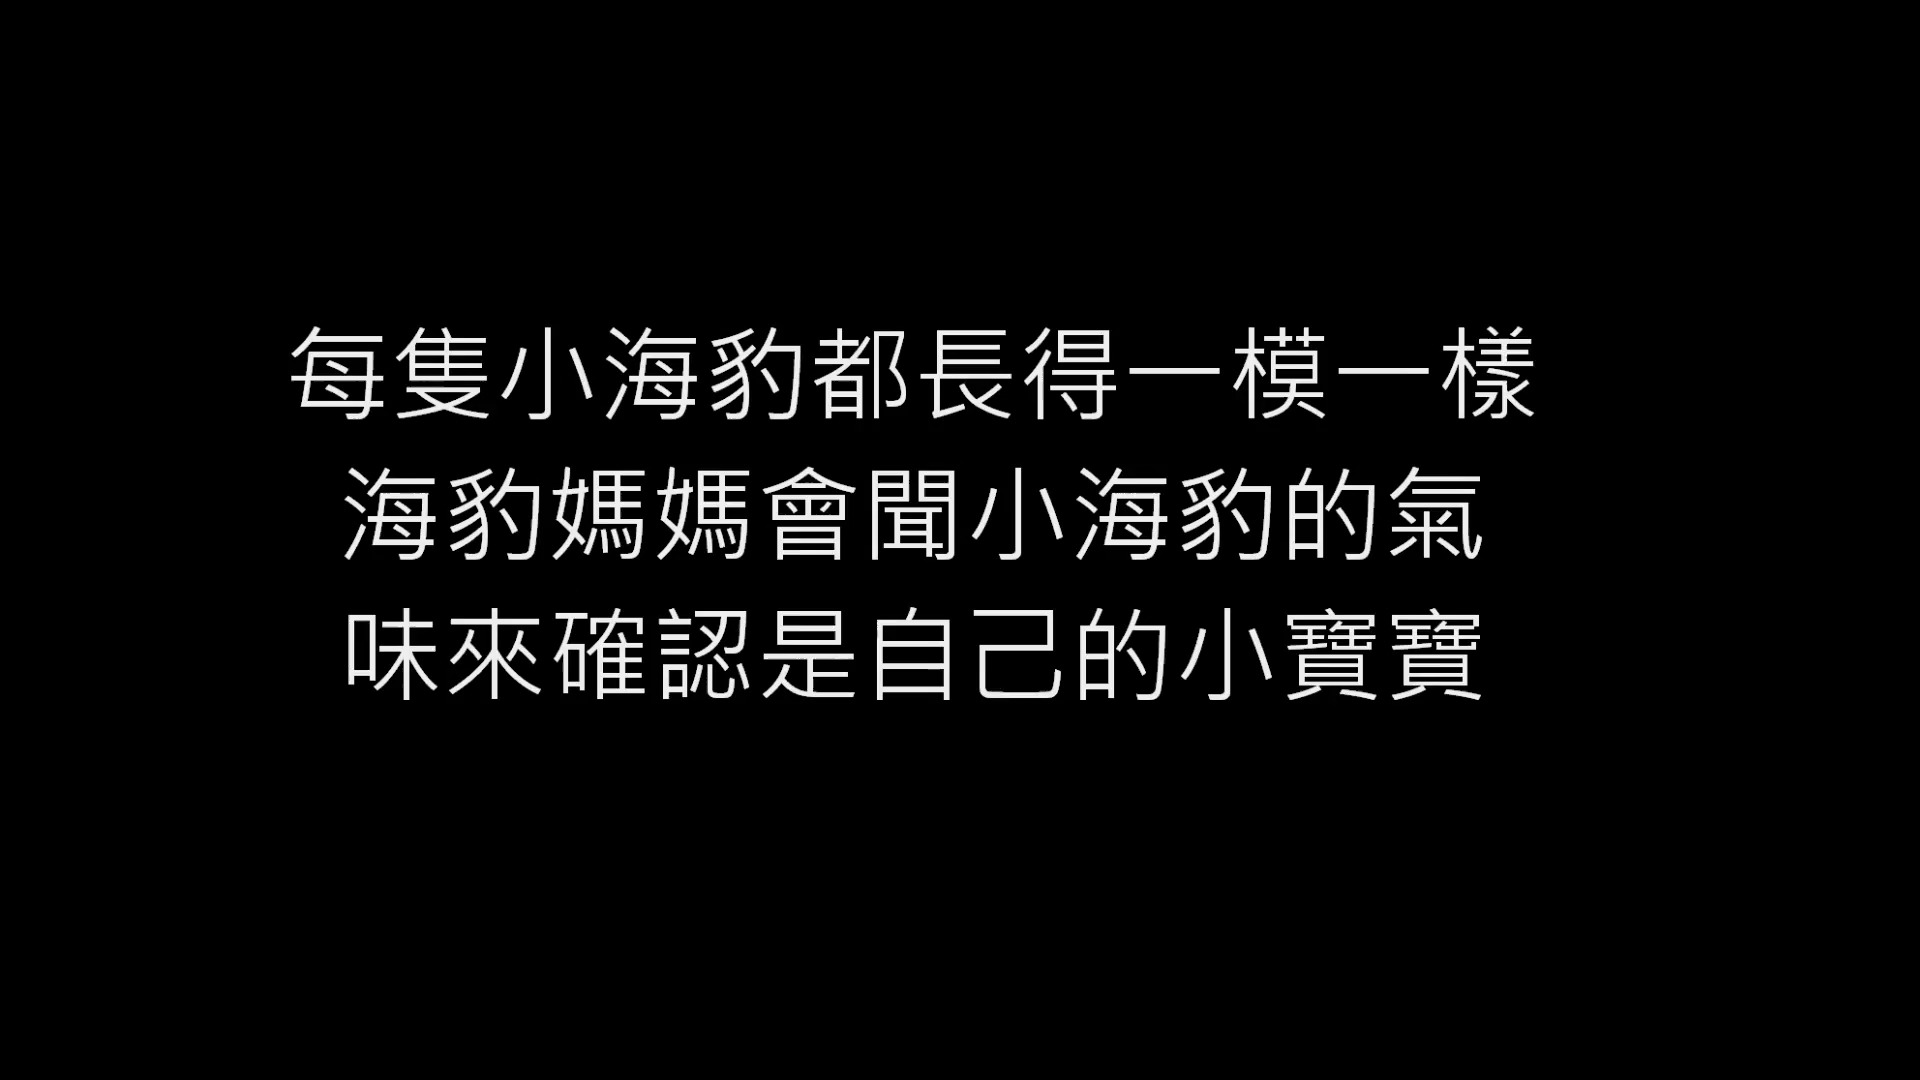 每隻小海豹都長得一模一樣
海豹媽媽會聞小海豹的氣
味來確認是自己的小寶寶